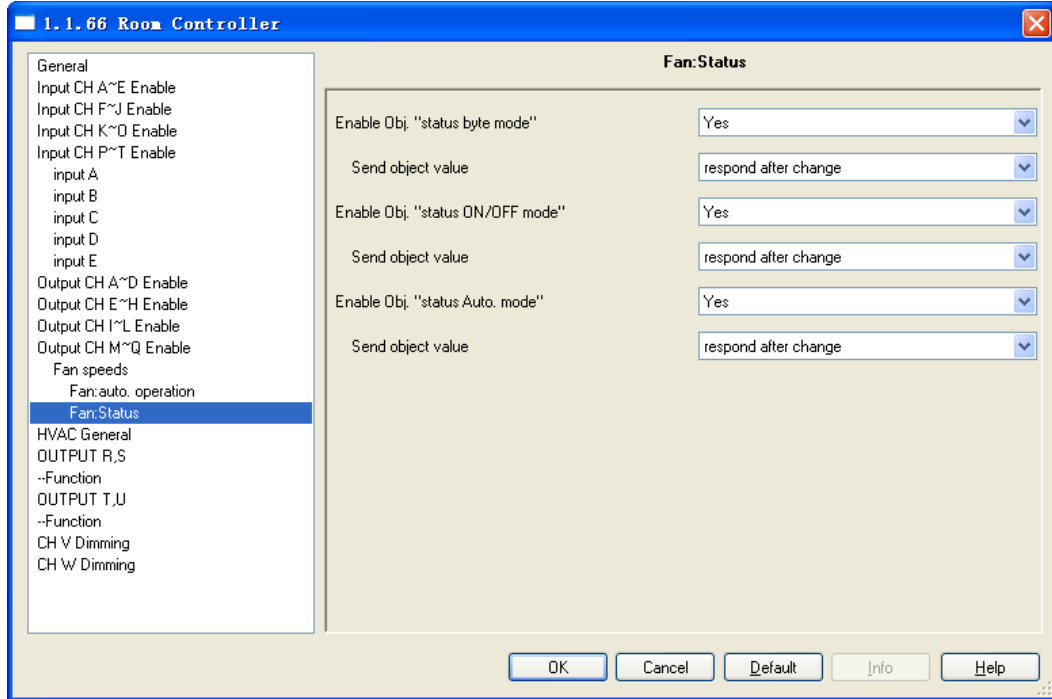 1.1.66 Room Controller
General
Input CH A~E Enable
Input CH F~J Enable
Input CH K~O Enable
Input CH P~T Enable
input A
input B
input C
input D
input E
Output CH A~D Enable
Output CH E~H Enable
Output CH I~L Enable
Output CH M~Q Enable
Fan speeds
Fan:auto. operation
Fan:Status
HVAC General
OUTPUT R,S
--Function
OUTPUT T,U
--Function
CH V Dimming
CH W Dimming
Fan:Status
Enable Obj. "status byte mode" Yes
Send object value respond after change
Enable Obj. "status ON/OFF mode" Yes
Send object value respond after change
Enable Obj. "status Auto. mode" Yes
Send object value respond after change
OK Cancel Default Info Help